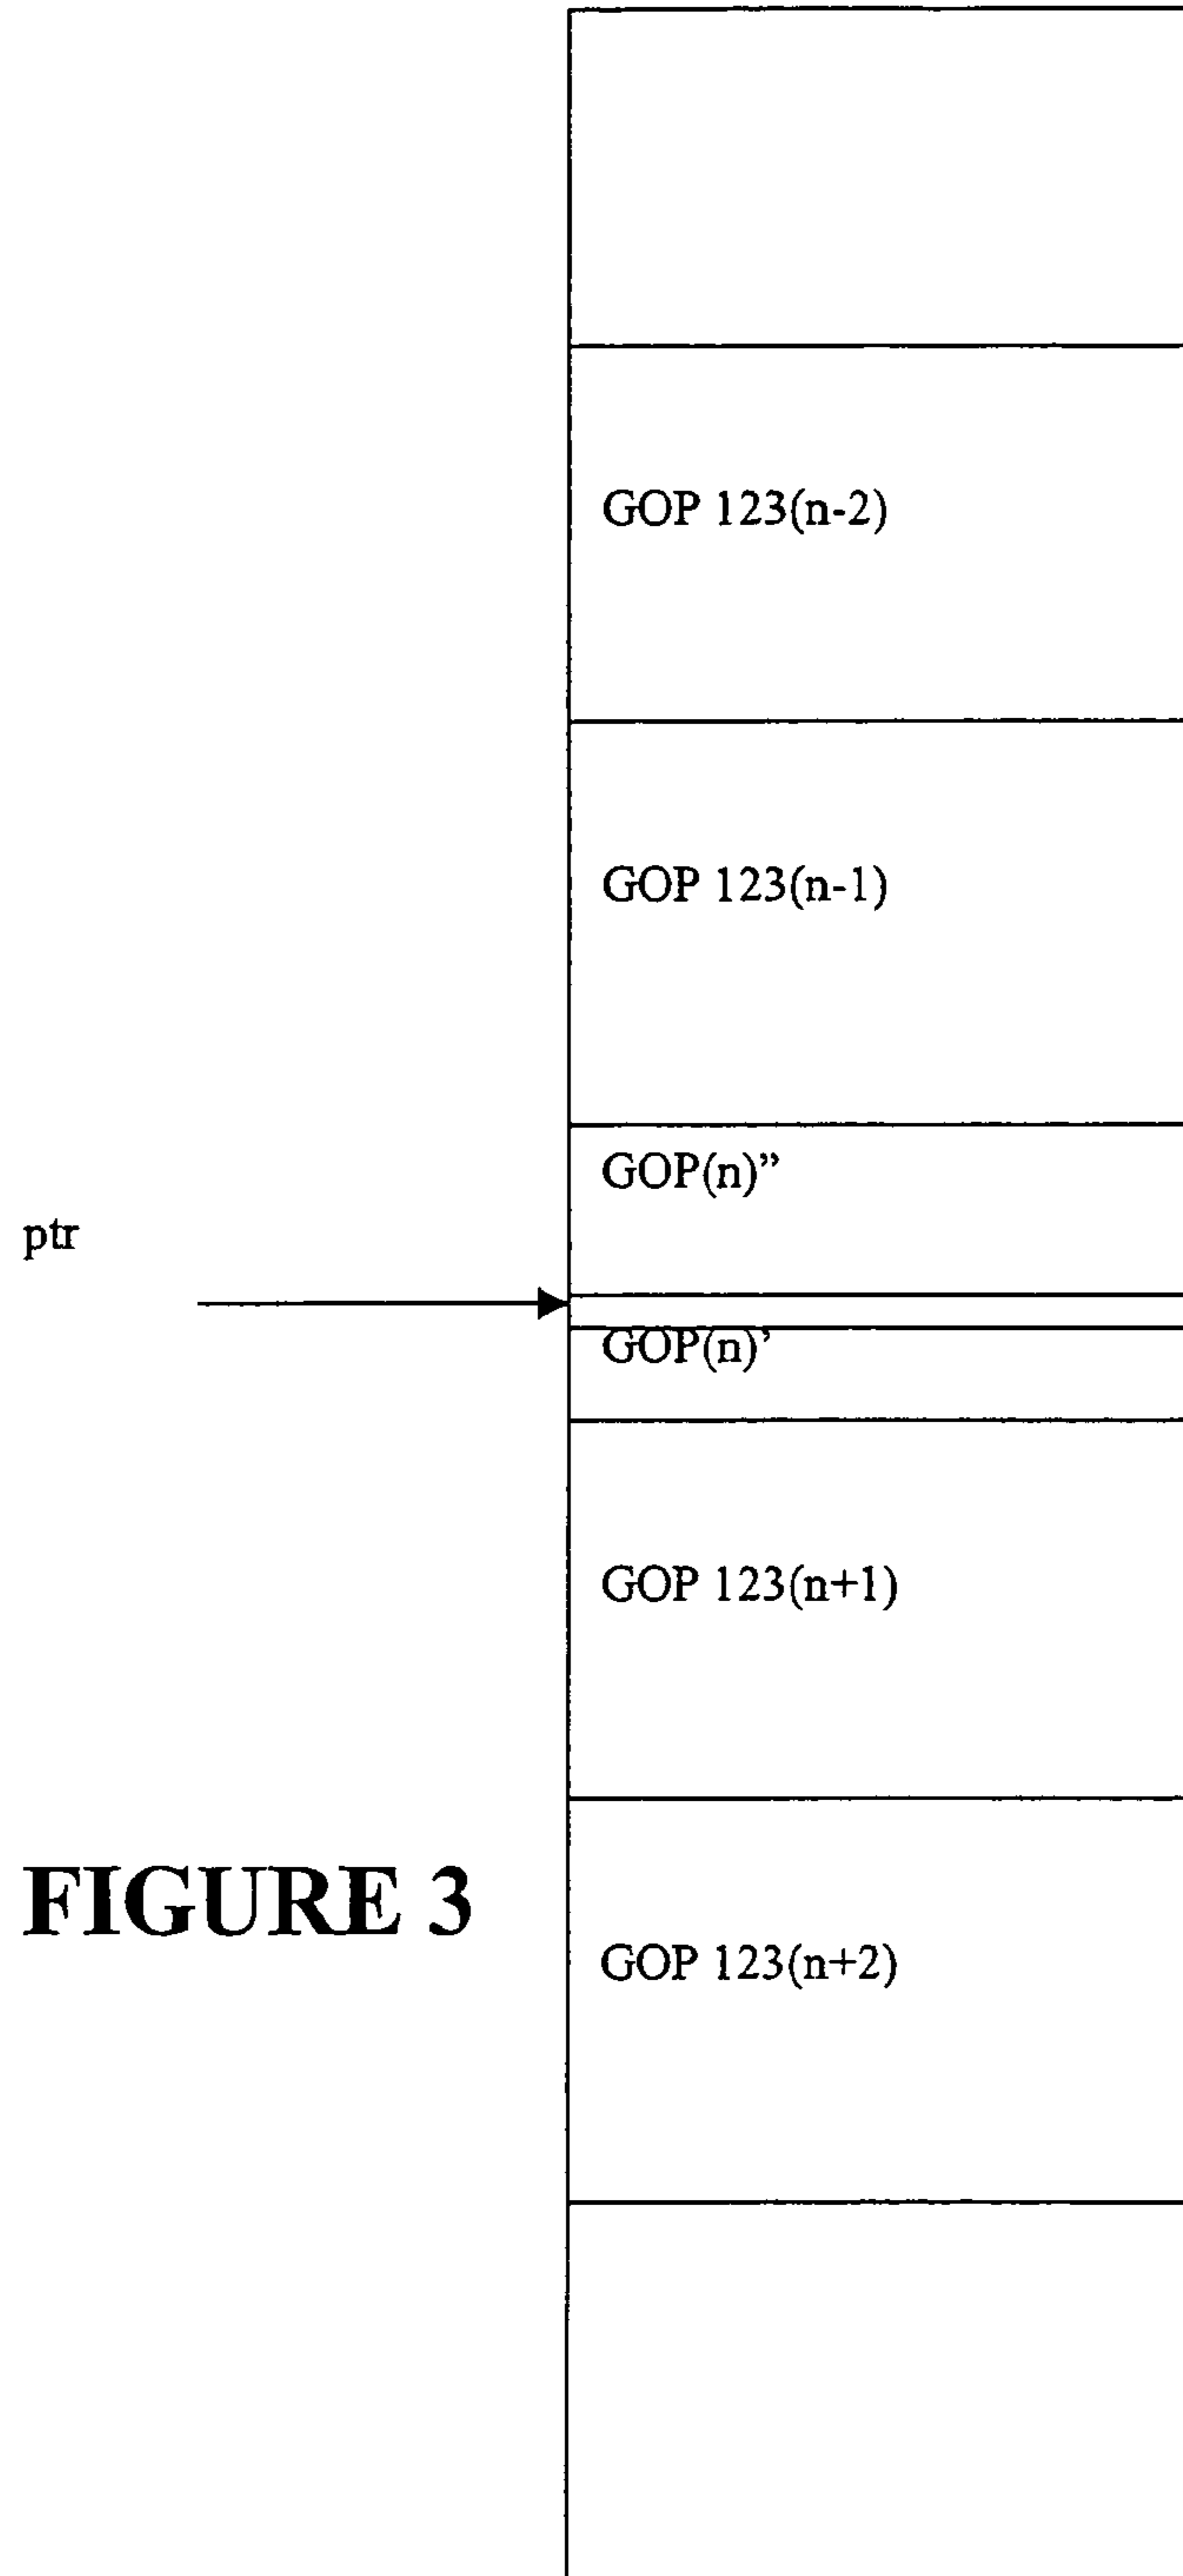 GOP 123(n-2)
GOP 123(n-1)
GOP(n)”
ptr
GOP(n)’
GOP 123(n+1)
FIGURE 3
GOP 123(n+2)